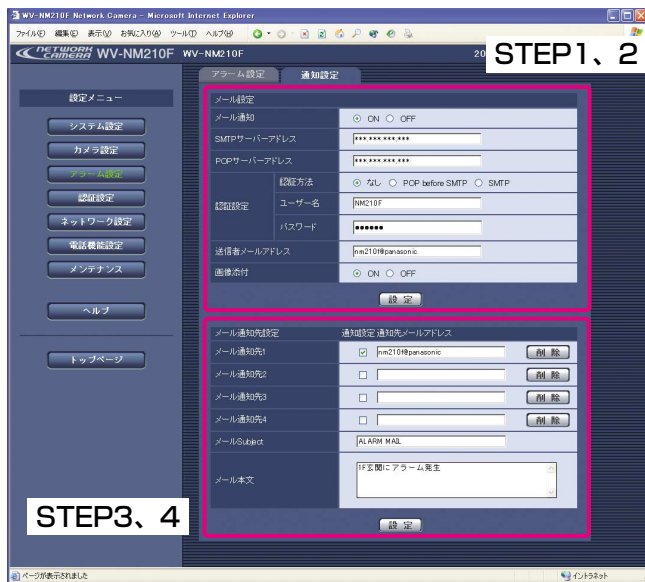 WV-NM210F Network Camera - Microsoft Internet Explorer
ファイル(F) 編集(E) 表示(V) お気に入り(A) ツール(T) ヘルプ(H)
NETWORK CAMERA WV-NM210F WV-NM210F 20
STEP1、2
アラーム設定 通知設定
設定メニュー
システム設定
カメラ設定
アラーム設定
認証設定
ネットワーク設定
電話機能設定
メンテナンス
ヘルプ
トップページ
メール設定
メール通知 ON OFF
SMTPサーバーアドレス ***.***.***.***
POPサーバーアドレス ***.***.***.***
認証設定 認証方法 なし POP before SMTP SMTP
ユーザー名 NM210F
パスワード ●●●●●●
送信者メールアドレス nm210f@panasonic
画像添付 ON OFF
設 定
メール通知先設定 通知設定 通知先メールアドレス
メール通知先1 nm210f@panasonic 削 除
メール通知先2 削 除
メール通知先3 削 除
メール通知先4 削 除
メールSubject ALARM MAIL
メール本文 1F玄関にアラーム発生
設 定
STEP3、4
ページが表示されました イントラネット